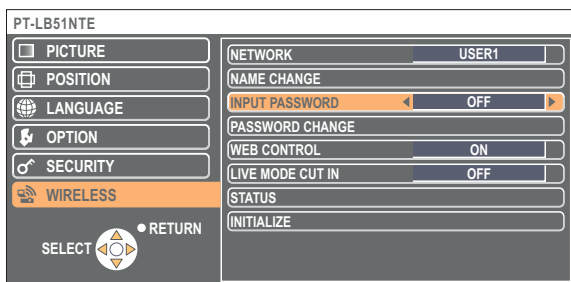 PT-LB51NTE
PICTURE
POSITION
LANGUAGE
OPTION
SECURITY
WIRELESS
RETURN
SELECT
NETWORK USER1
NAME CHANGE
INPUT PASSWORD OFF
PASSWORD CHANGE
WEB CONTROL ON
LIVE MODE CUT IN OFF
STATUS
INITIALIZE